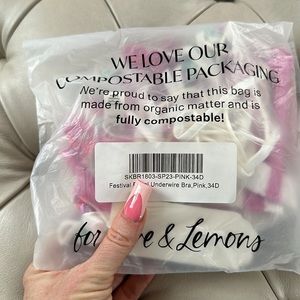 WE LOVE OUR
COMPOSTABLE PACKAGING
We're proud to say that this bag is
made from organic matter and is
fully compostable!
SKBR1603-SP23-PINK-34D
Festival Underwire Bra,Pink,34D
for & Lemons